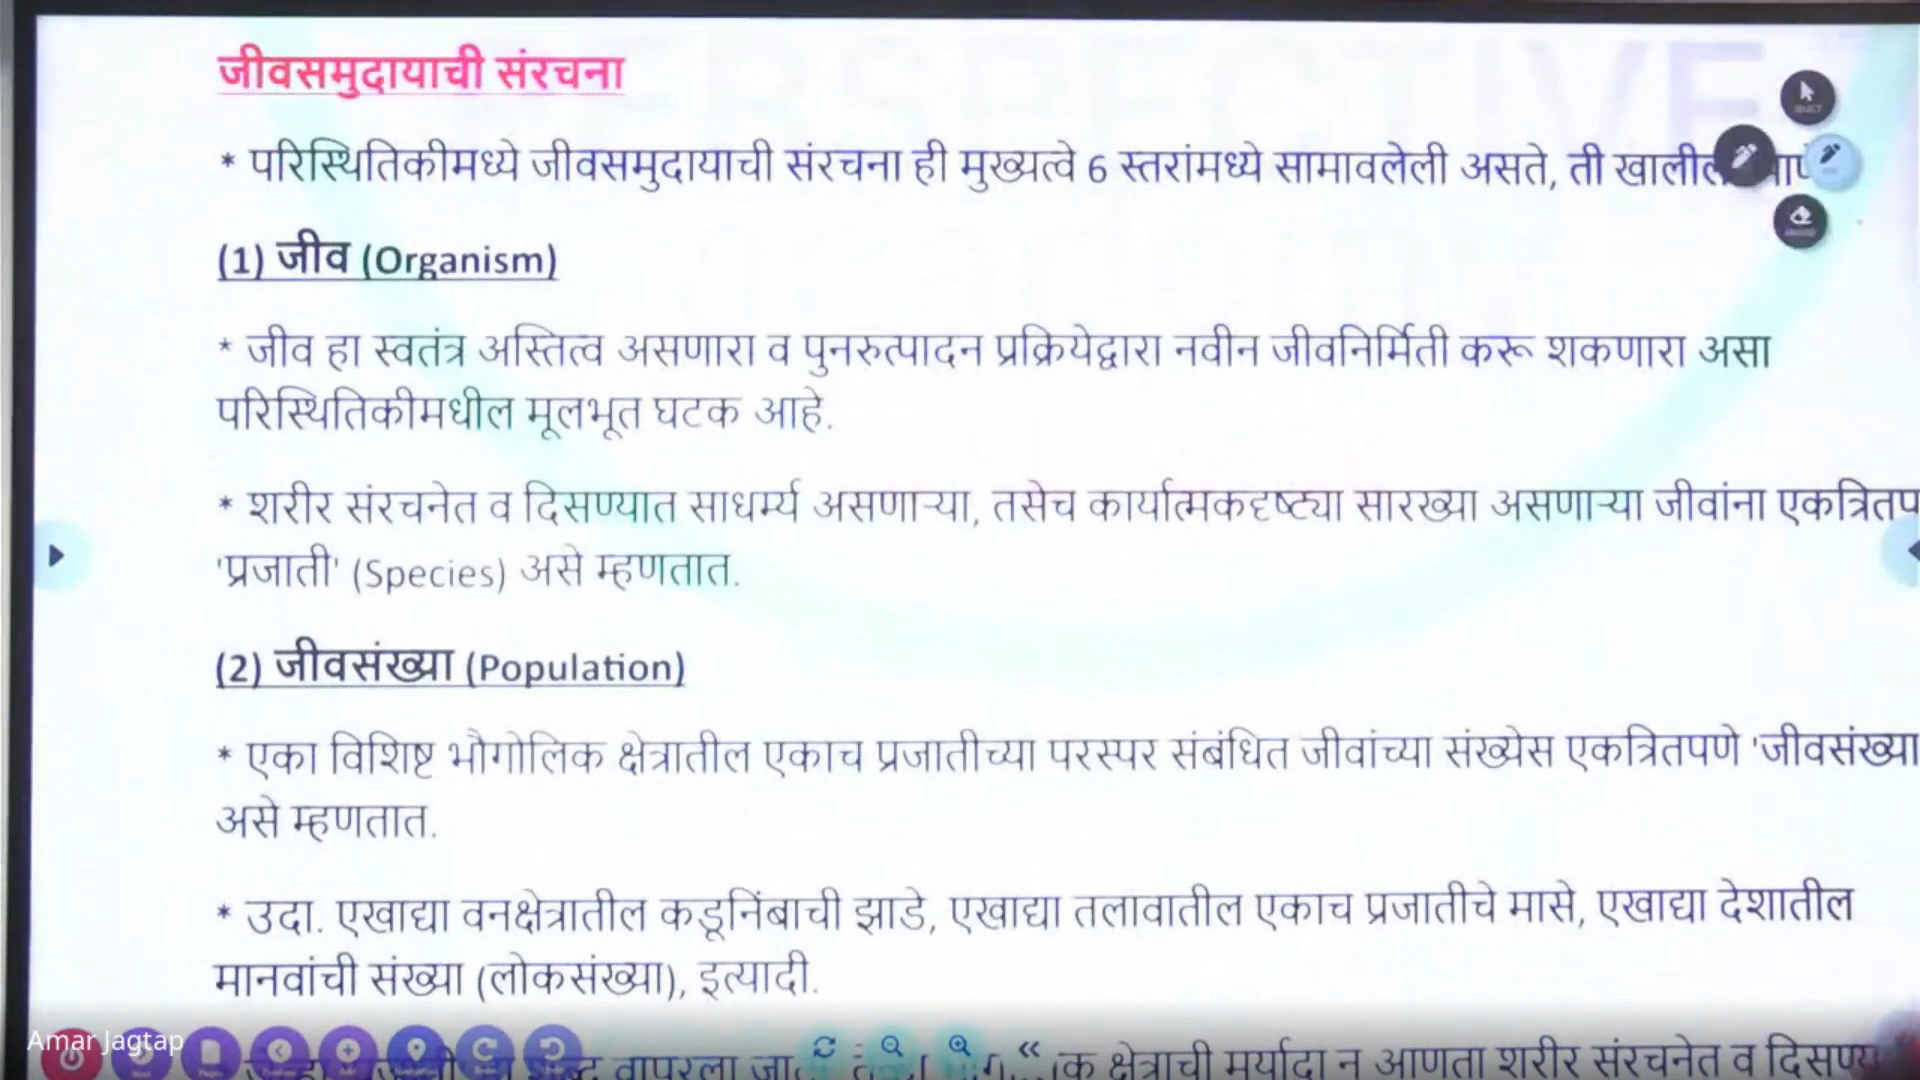 जीवसमुदायाची संरचना
* परिस्थितिकीमध्ये जीवसमुदायाची संरचना ही मुख्यत्वे 6 स्तरांमध्ये सामावलेली असते, ती
(1) जीव (Organism)
* जीव हा स्वतंत्र अस्तित्व असणारा व पुनरुत्पादन प्रक्रियेद्वारा नवीन जीवनिर्मिती करू शकणारा असा
परिस्थितिकीमधील मूलभूत घटक आहे.
* शरीर संरचनेत व दिसण्यात साधर्म्य असणाऱ्या, तसेच कार्यात्मकदृष्ट्या सारख्या असणाऱ्या जीवांना
'प्रजाती' (Species) असे म्हणतात.
(2) जीवसंख्या (Population)
* एका विशिष्ट भौगोलिक क्षेत्रातील एकाच प्रजातीच्या परस्पर संबंधित जीवांच्या संख्येस एकत्रितपणे 'जीवसंख्या
असे म्हणतात.
* उदा. एखाद्या वनक्षेत्रातील कडूनिंबाची झाडे, एखाद्या तलावातील एकाच प्रजातीचे मासे, एखाद्या देशातील
मानवांची संख्या (लोकसंख्या), इत्यादी.
वापरला क्षेत्राची मर्यादा न आणता शरीर संरचनेत व
Amar Jagtap